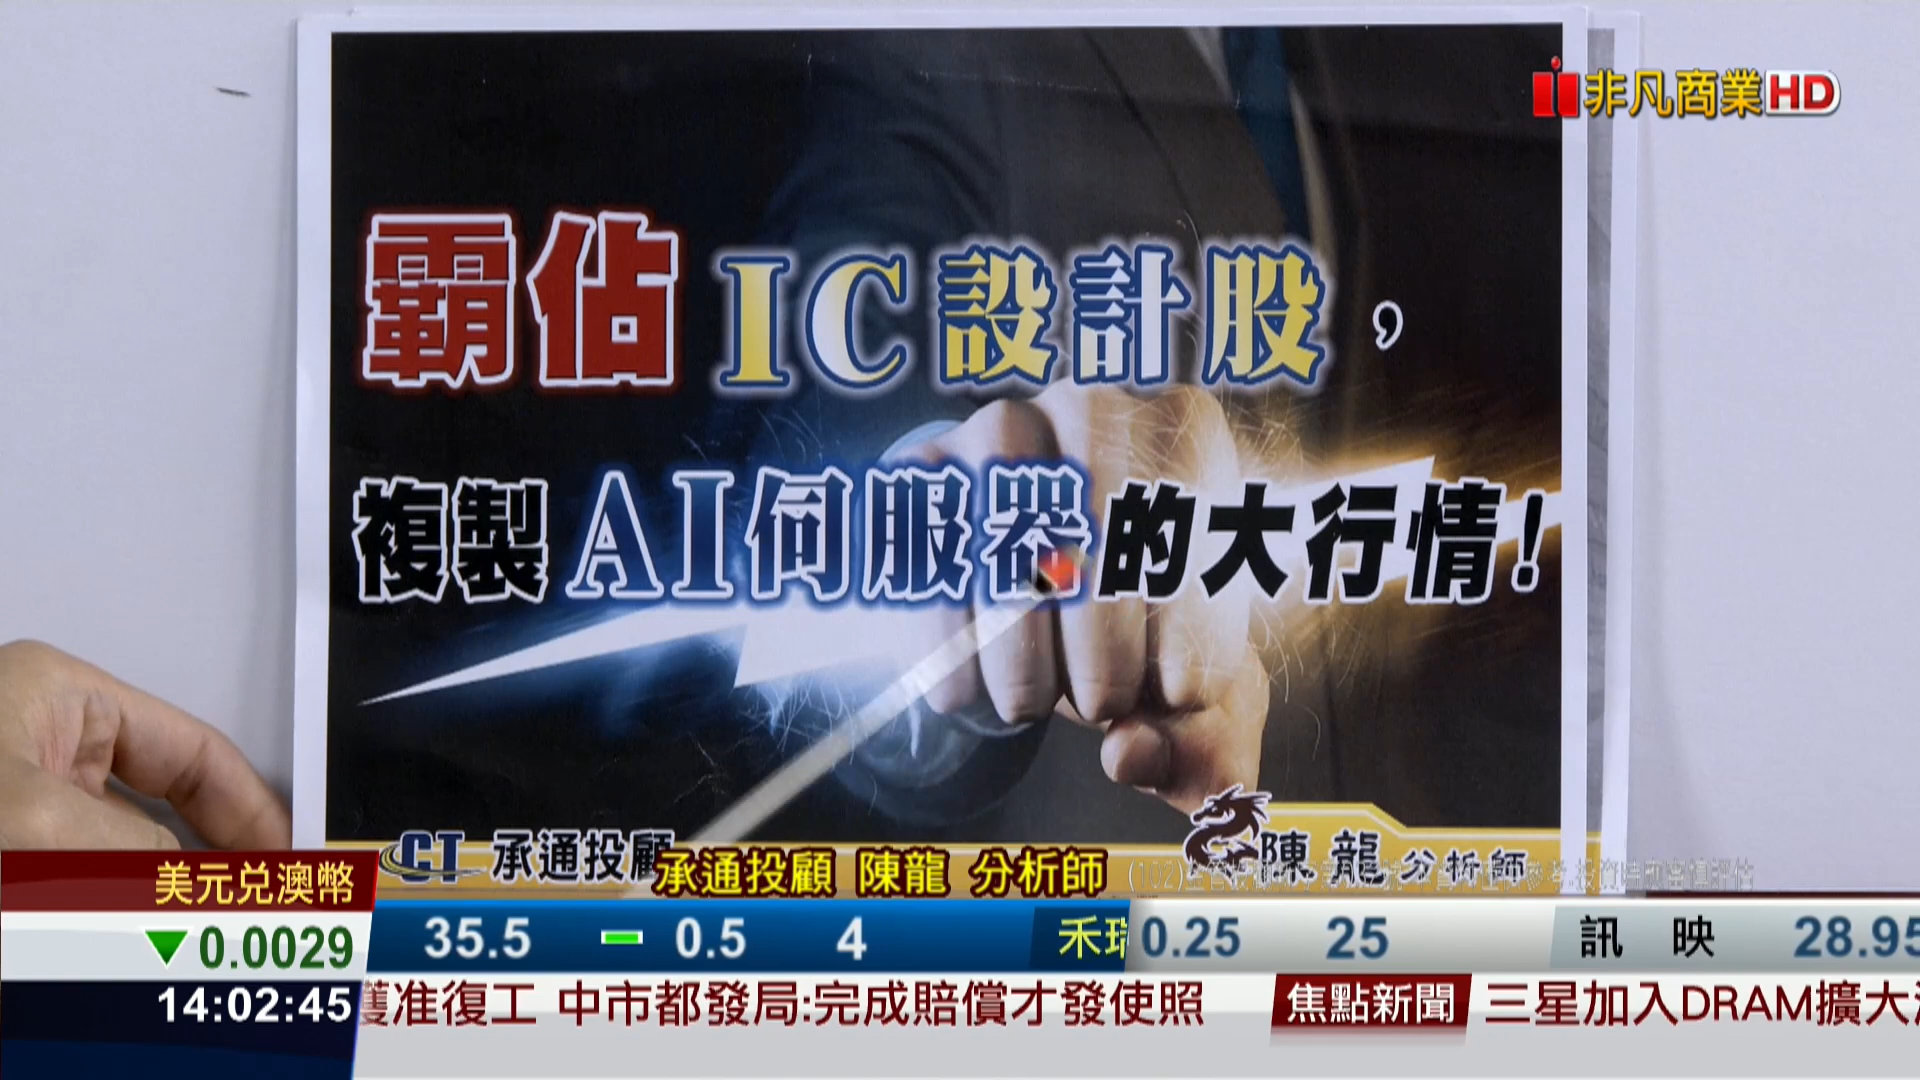 非凡商業HD
霸佔IC設計股，
複製AI伺服器的大行情!
CT 承通投顧
陳龍 分析師
承通投顧 陳龍 分析師
美元兑澳幣
▼0.0029
35.5 0.5 4
0.25 25 訊映 28.95
14:02:45
准復工 中市都發局:完成賠償才發使照
焦點新聞 三星加入DRAM擴大